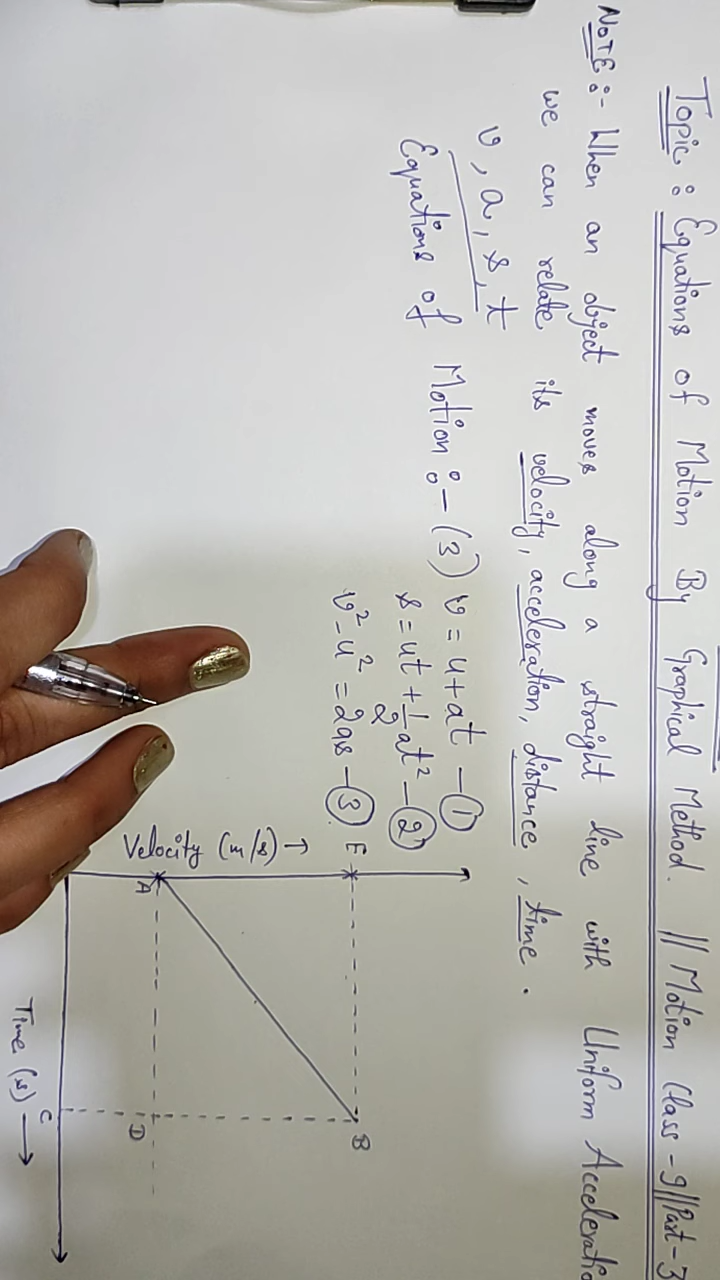 Topic : Equations of Motion By Graphical Method. || Motion Class-9||Part-3
NOTE :- When an object moves along a straight line with Uniform Acceleratio
we can relate its velocity, acceleration, distance, time.
v, a, s, t
Equations of Motion :- (3) v = u+at -①
s = ut + 1/2 at² -②
v²-u² = 2as -③
E
B
Velocity (m/s) →
A
D
C
Time (s) →